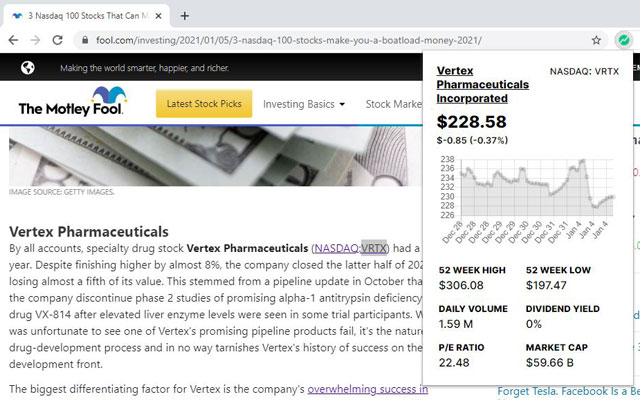 3 Nasdaq 100 Stocks That Can M
fool.com/investing/2021/01/05/3-nasdaq-100-stocks-make-you-a-boatload-money-2021/
Making the world smarter, happier, and richer.
The Motley Fool.
Latest Stock Picks
Investing Basics
Stock Marke
IMAGE SOURCE: GETTY IMAGES.
Vertex Pharmaceuticals
By all accounts, specialty drug stock Vertex Pharmaceuticals (NASDAQ:VRTX) had a
year. Despite finishing higher by almost 8%, the company closed the latter half of 202
losing almost a fifth of its value. This stemmed from a pipeline update in October tha
the company discontinue phase 2 studies of promising alpha-1 antitrypsin deficiency
drug VX-814 after elevated liver enzyme levels were seen in some trial participants. W
was unfortunate to see one of Vertex's promising pipeline products fail, it's the nature
drug-development process and in no way tarnishes Vertex's history of success on the
development front.
The biggest differentiating factor for Vertex is the company's overwhelming success in
Vertex
Pharmaceuticals
Incorporated
NASDAQ: VRTX
$228.58
$-0.85 (-0.37%)
238
236
234
232
230
228
226
Dec 28
Dec 28
Dec 28
Dec 29
Dec 29
Dec 30
Dec 30
Dec 31
Dec 31
Jan 4
Jan 4
Jan 4
52 WEEK HIGH
52 WEEK LOW
$306.08
$197.47
DAILY VOLUME
DIVIDEND YIELD
1.59 M
0%
P/E RATIO
MARKET CAP
22.48
$59.66 B
Forget Tesla. Facebook Is a Be